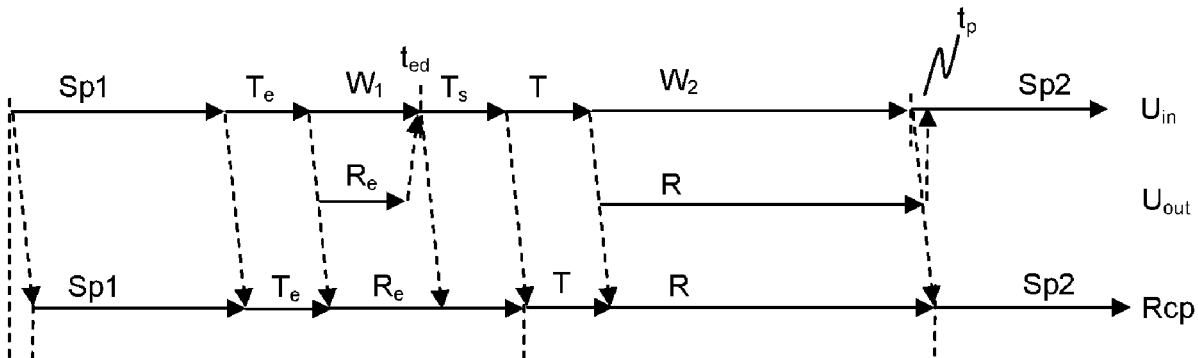 t_p
t_ed
Sp1 T_e W_1 T_s T W_2 Sp2 U_in
R_e R U_out
Sp1 T_e R_e T R Sp2 Rcp